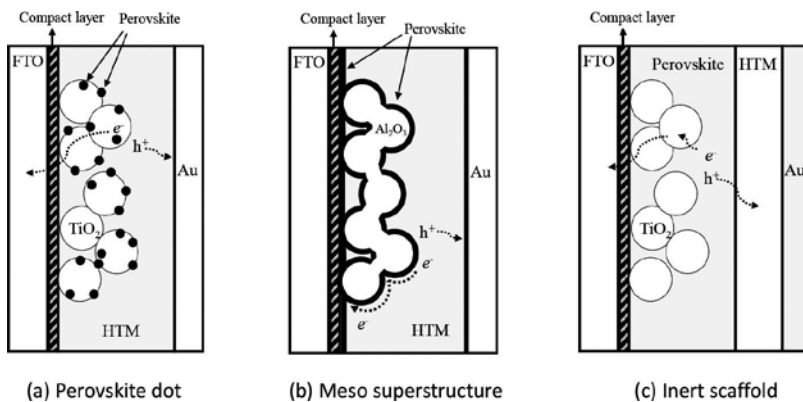 Compact layer
Perovskite
FTO
e⁻
h⁺
Au
TiO₂
HTM
(a) Perovskite dot
Compact layer
Perovskite
FTO
Al₂O₃
h⁺
e⁻
e⁻
HTM
Au
(b) Meso superstructure
Compact layer
FTO
Perovskite
HTM
e⁻
h⁺
Au
TiO₂
(c) Inert scaffold